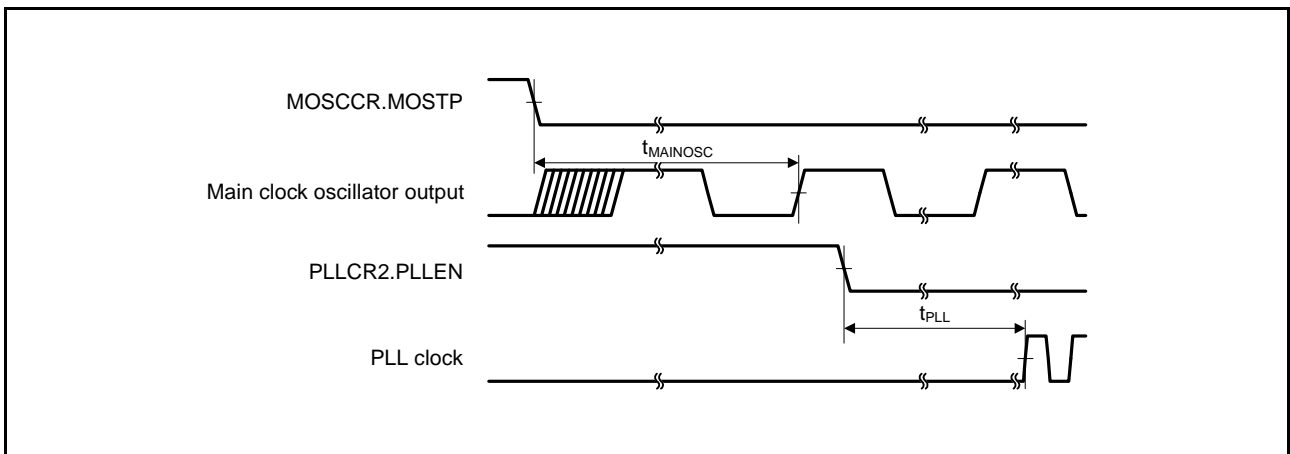 MOSCCR.MOSTP
tMAINOSC
Main clock oscillator output
PLLCR2.PLLEN
tPLL
PLL clock